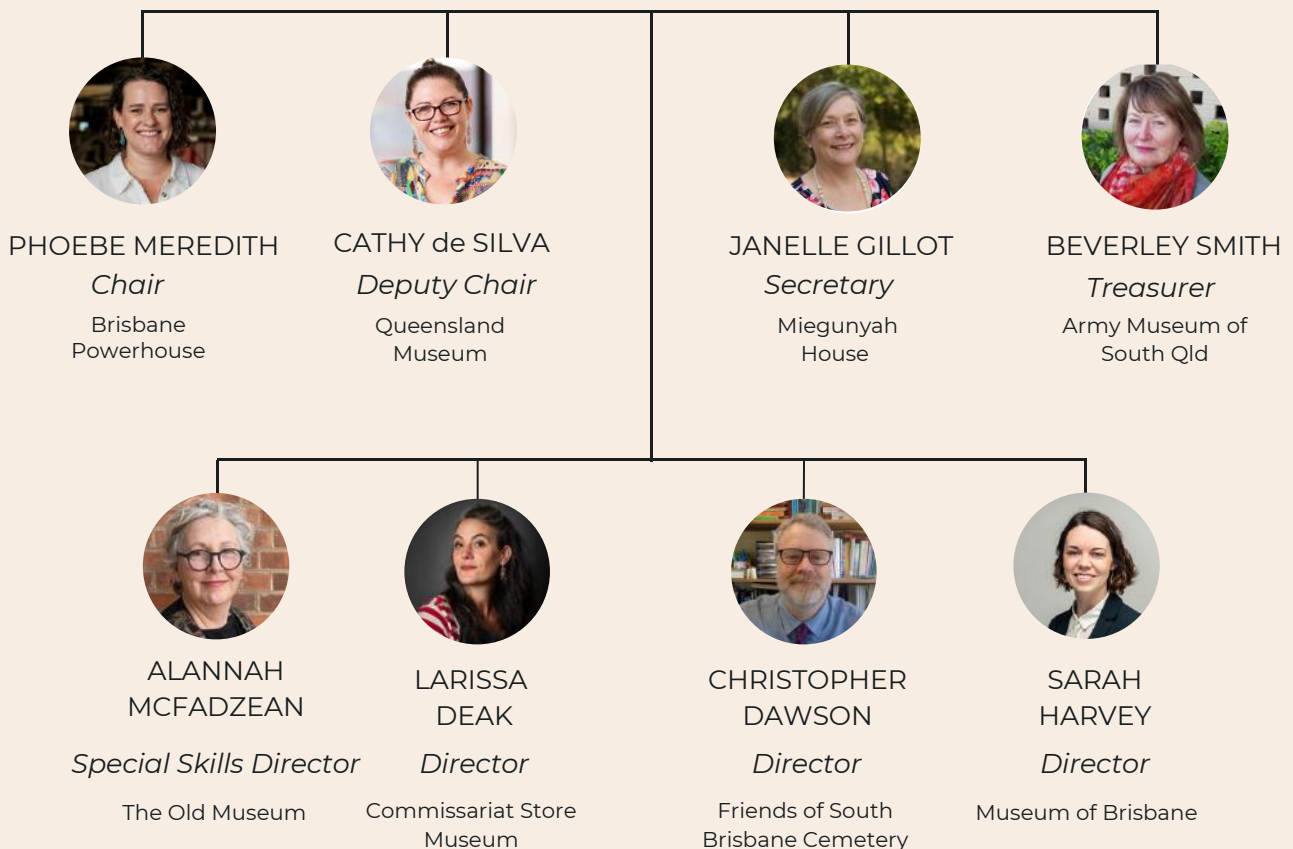 PHOEBE MEREDITH
Chair
Brisbane
Powerhouse
CATHY de SILVA
Deputy Chair
Queensland
Museum
JANELLE GILLOT
Secretary
Miegunyah
House
BEVERLEY SMITH
Treasurer
Army Museum of
South Qld
ALANNAH
MCFADZEAN
Special Skills Director
The Old Museum
LARISSA
DEAK
Director
Commissariat Store
Museum
CHRISTOPHER
DAWSON
Director
Friends of South
Brisbane Cemetery
SARAH
HARVEY
Director
Museum of Brisbane